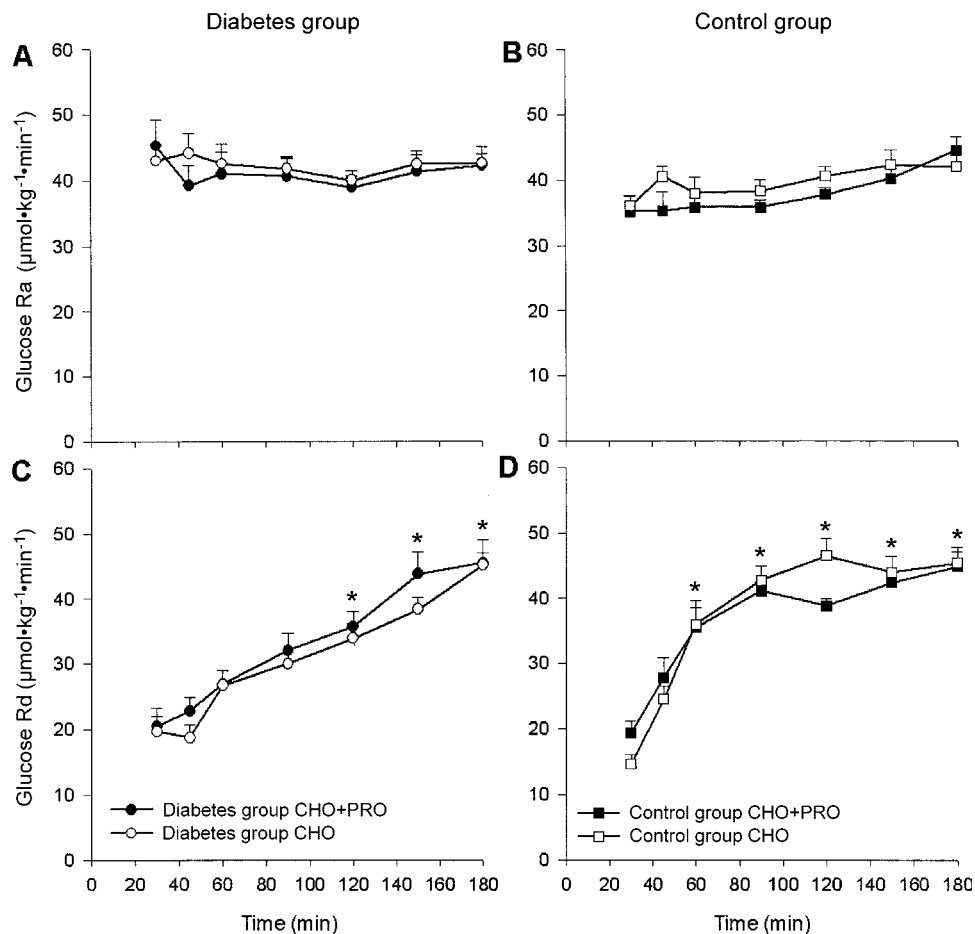 Diabetes group
Control group
A
60
50
40
30
20
10
0
Glucose Ra (µmol•kg⁻¹•min⁻¹)
B
60
50
40
30
20
10
0
C
60
50
40
30
20
10
0
Glucose Rd (µmol•kg⁻¹•min⁻¹)
* * *
Diabetes group CHO+PRO
Diabetes group CHO
0 20 40 60 80 100 120 140 160 180
Time (min)
D
60
50
40
30
20
10
0
* * * * *
Control group CHO+PRO
Control group CHO
0 20 40 60 80 100 120 140 160 180
Time (min)